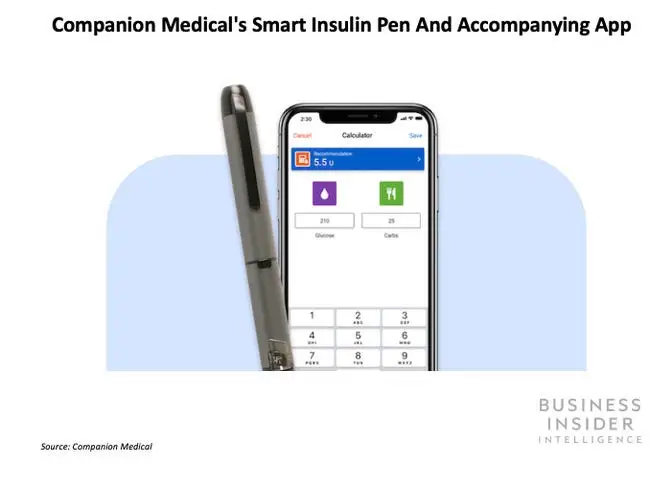 Companion Medical's Smart Insulin Pen And Accompanying App
2:30
Cancel Calculator Save
Recommendation
5.5 U
210 25
Glucose Carbs
1 2 3
ABC DEF
4 5 6
GHI JKL MNO
7 8 9
PQRS TUV WXYZ
BUSINESS
INSIDER
INTELLIGENCE
Source: Companion Medical